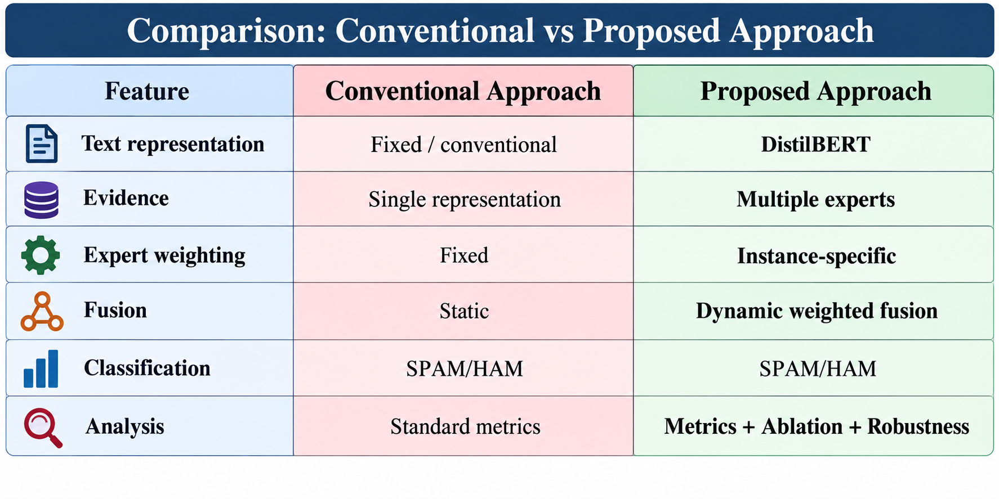 Comparison: Conventional vs Proposed Approach
Feature Conventional Approach Proposed Approach
Text representation Fixed / conventional DistilBERT
Evidence Single representation Multiple experts
Expert weighting Fixed Instance-specific
Fusion Static Dynamic weighted fusion
Classification SPAM/HAM SPAM/HAM
Analysis Standard metrics Metrics + Ablation + Robustness